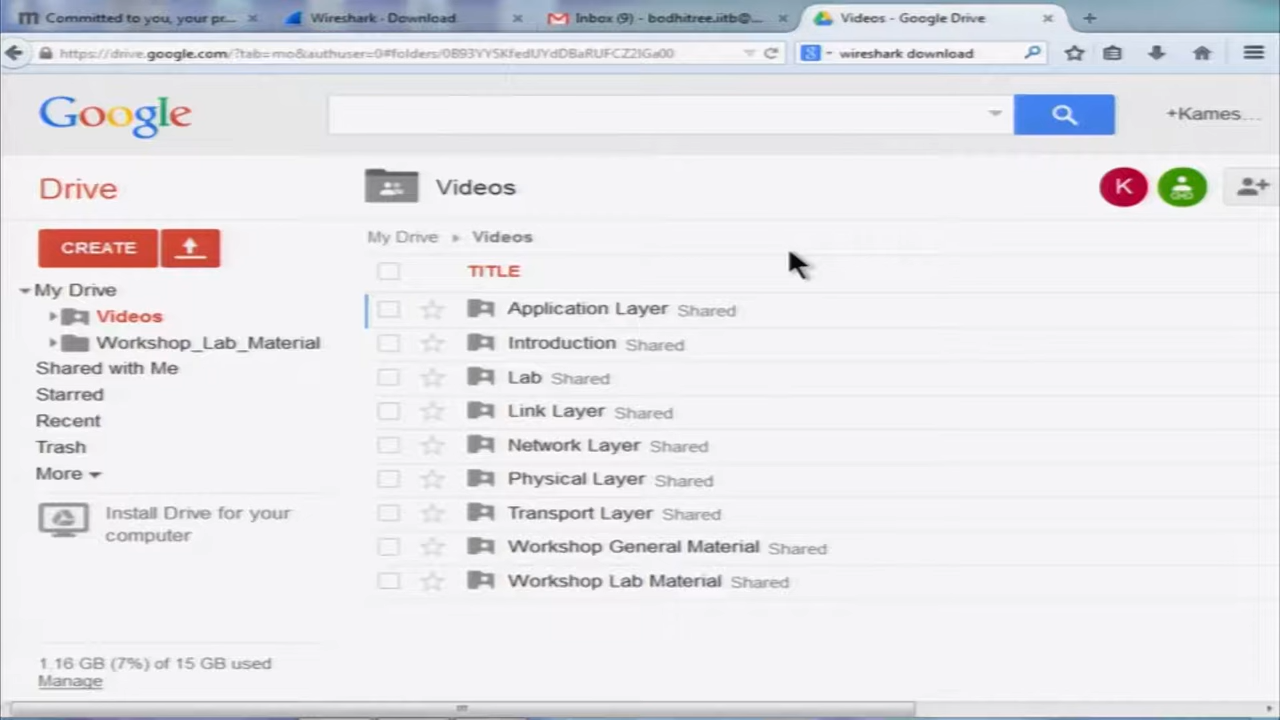 Committed to you, your pr...
Wireshark · Download
Inbox (9) - bodhitree.iitb@...
Videos - Google Drive
https://drive.google.com/?tab=mo&authuser=0#folders/0B93VYSKfedUYdDBaRUFCZ2lGa00
wireshark download
Google
+Kames...
Drive
Videos
K
CREATE
My Drive
Videos
TITLE
My Drive
Videos
Workshop_Lab_Material
Shared with Me
Starred
Recent
Trash
More
Install Drive for your
computer
Application Layer Shared
Introduction Shared
Lab Shared
Link Layer Shared
Network Layer Shared
Physical Layer Shared
Transport Layer Shared
Workshop General Material Shared
Workshop Lab Material Shared
1.16 GB (7%) of 15 GB used
Manage